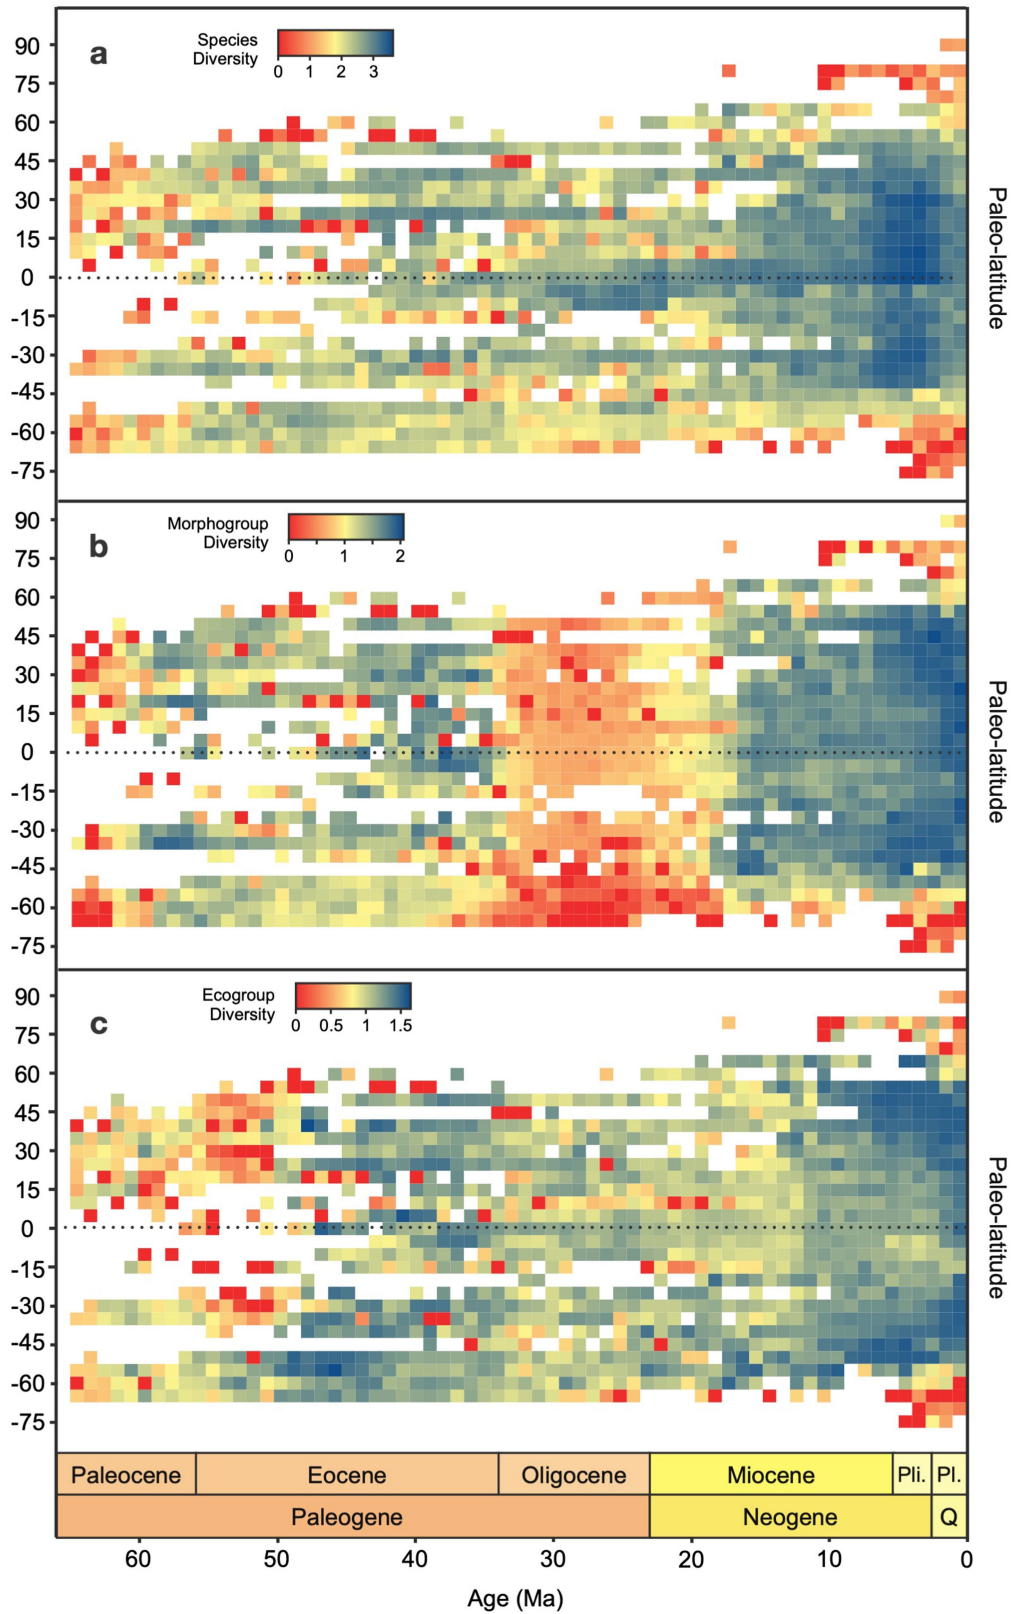 a
Species
Diversity
0 1 2 3
90
75
60
45
30
15
0
-15
-30
-45
-60
-75
Paleo-latitude
b
Morphogroup
Diversity
0 1 2
90
75
60
45
30
15
0
-15
-30
-45
-60
-75
Paleo-latitude
c
Ecogroup
Diversity
0 0.5 1 1.5
90
75
60
45
30
15
0
-15
-30
-45
-60
-75
Paleo-latitude
Paleocene Eocene Oligocene Miocene Pli. Pl.
Paleogene Neogene Q
60 50 40 30 20 10 0
Age (Ma)